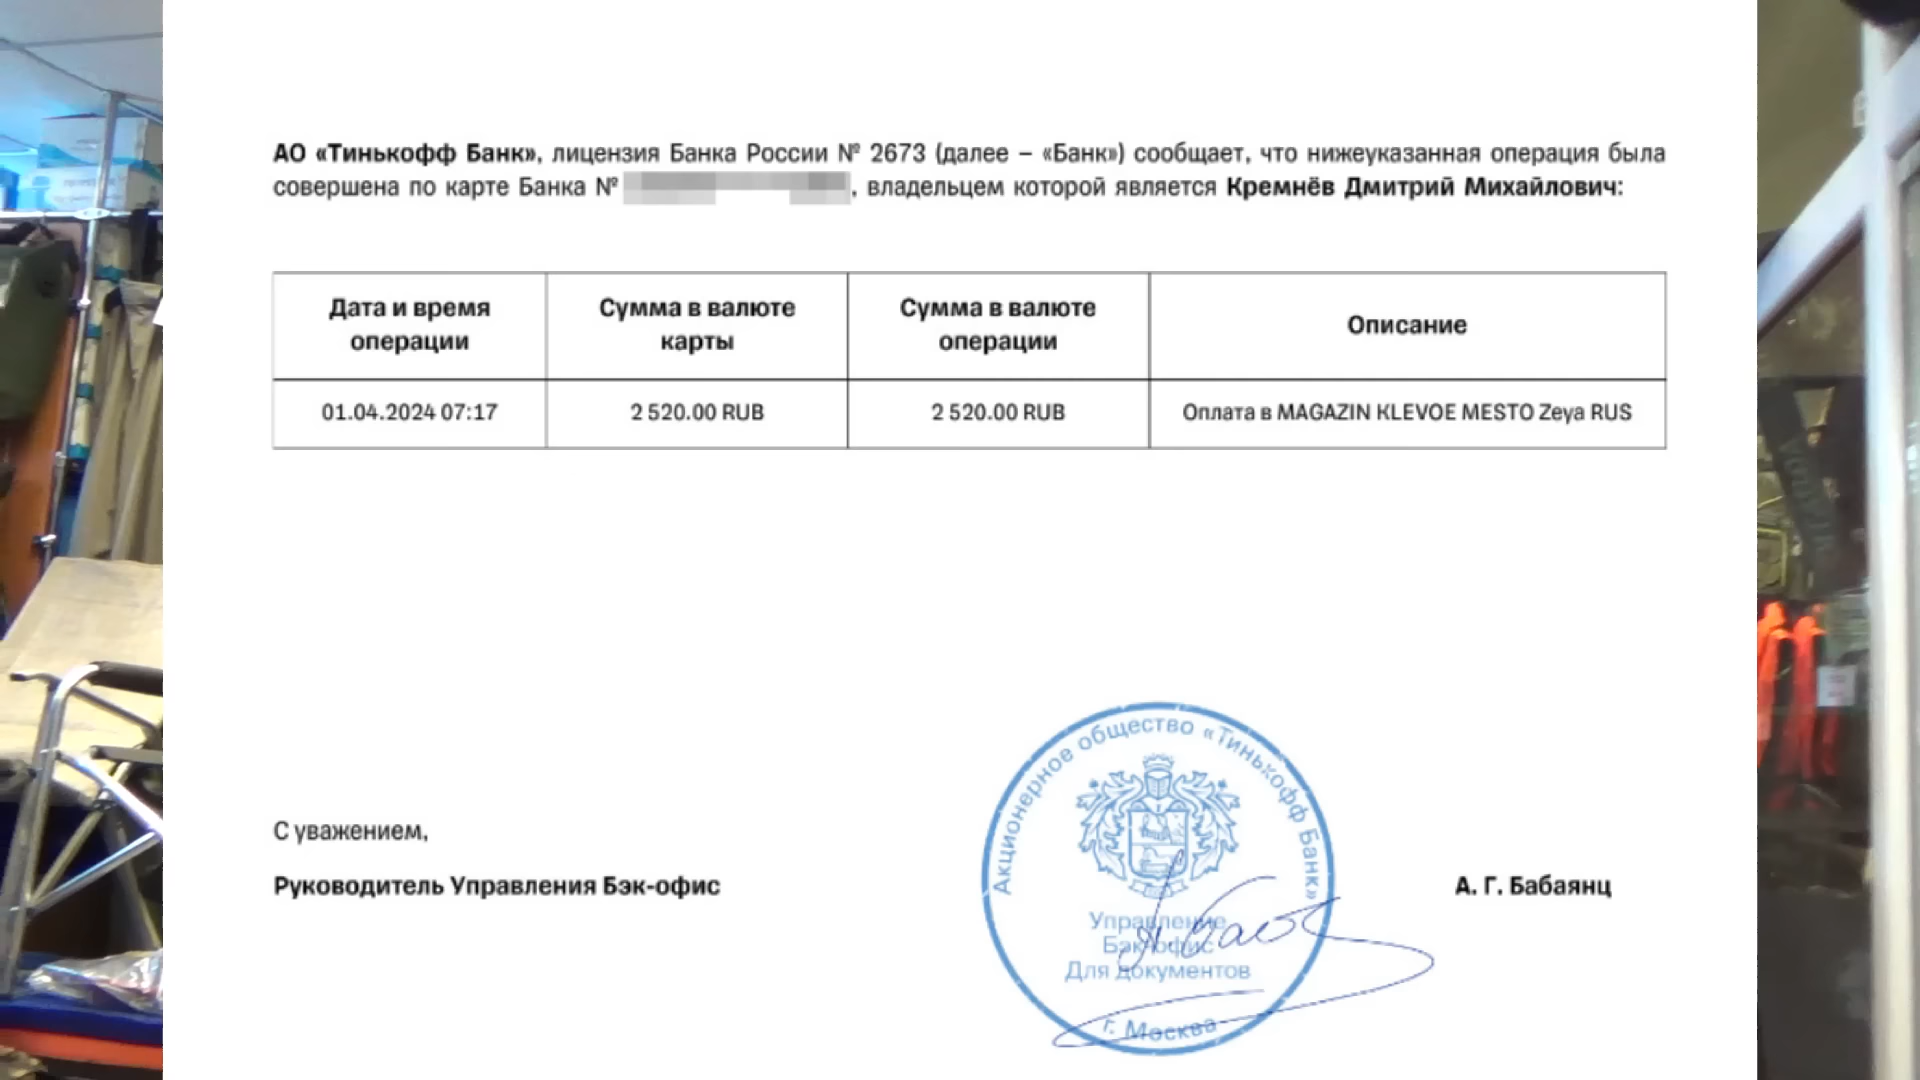 АО «Тинькофф Банк», лицензия Банка России № 2673 (далее – «Банк») сообщает, что нижеуказанная операция была
совершена по карте Банка № , владельцем которой является Кремнёв Дмитрий Михайлович:
Дата и время
операции
Сумма в валюте
карты
Сумма в валюте
операции
Описание
01.04.2024 07:17
2 520.00 RUB
2 520.00 RUB
Оплата в MAGAZIN KLEVOE MESTO Zeya RUS
С уважением,
Руководитель Управления Бэк-офис
Акционерное общество «Тинькофф Банк»
Управление
Бэк-офис
Для документов
г. Москва
А. Г. Бабаянц